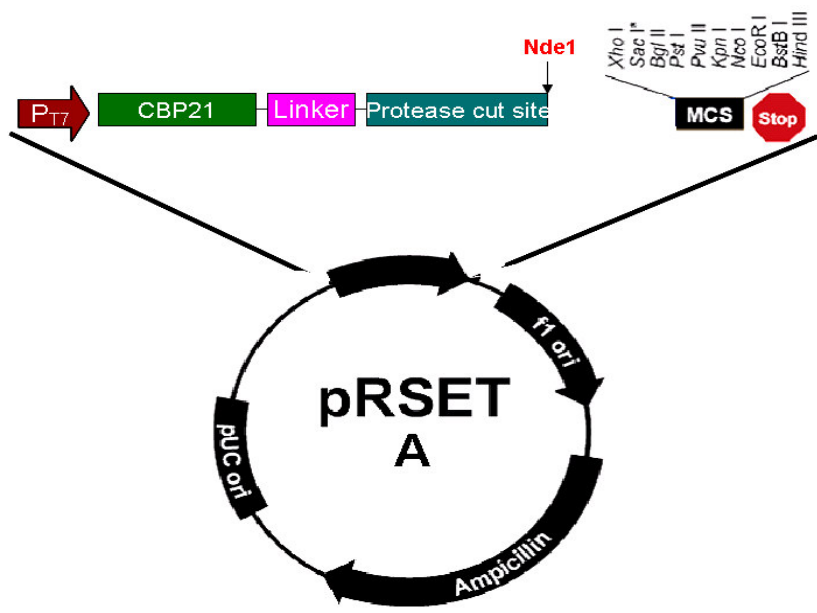 Nde1
Xho I
Sac I*
Bgl II
Pst I
Pvu II
Kpn I
Nco I
EcoR I
BstB I
Hind III
PT7
CBP21
Linker
Protease cut site
MCS
Stop
f1 ori
pRSET
A
pUC ori
Ampicillin